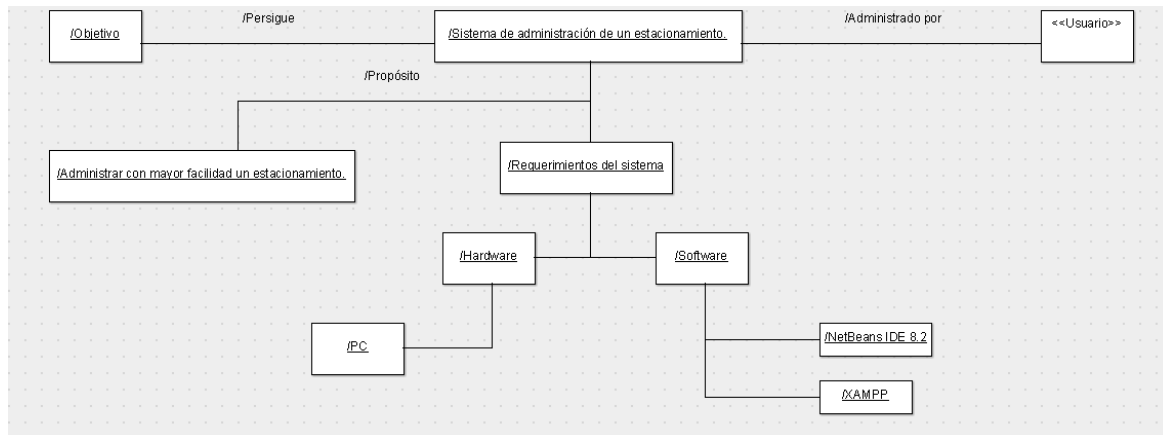 /Persigue
/Administrado por
/Objetivo
/Sistema de administración de un estacionamiento.
<<Usuario>>
/Propósito
/Administrar con mayor facilidad un estacionamiento.
/Requerimientos del sistema
/Hardware
/Software
/PC
/NetBeans IDE 8.2
/XAMPP